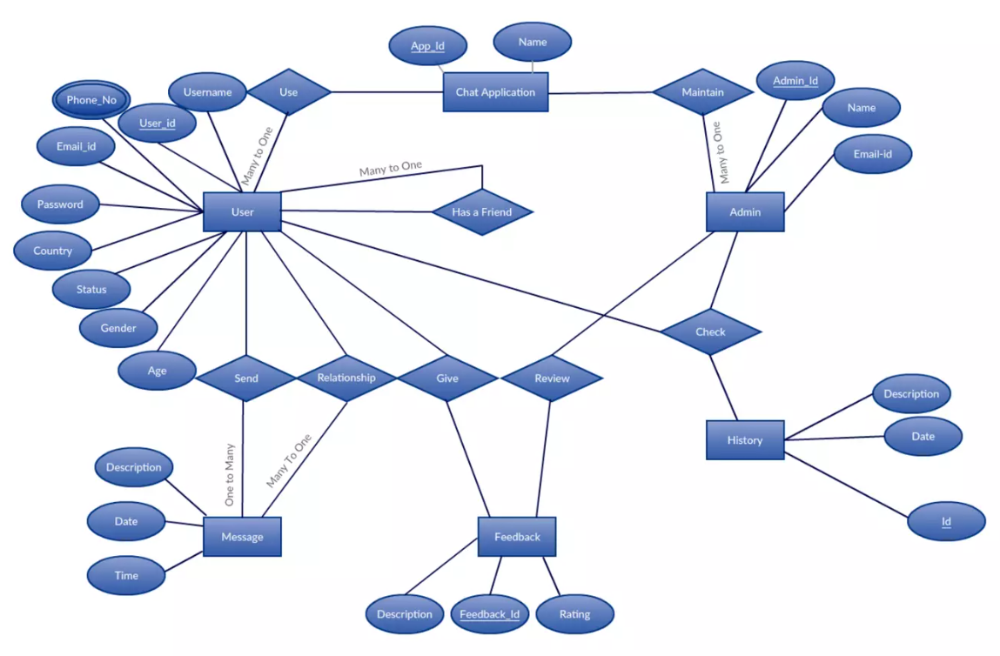 App_Id
Name
Phone_No
Username
Use
Chat Application
Maintain
Admin_Id
Name
User_id
Email_id
Many to One
Many to One
Email-id
Many to One
Password
User
Has a Friend
Admin
Country
Status
Gender
Check
Age
Send
Relationship
Give
Review
Description
Date
History
One to Many
Many To One
Description
Date
Id
Message
Feedback
Time
Description
Feedback_Id
Rating